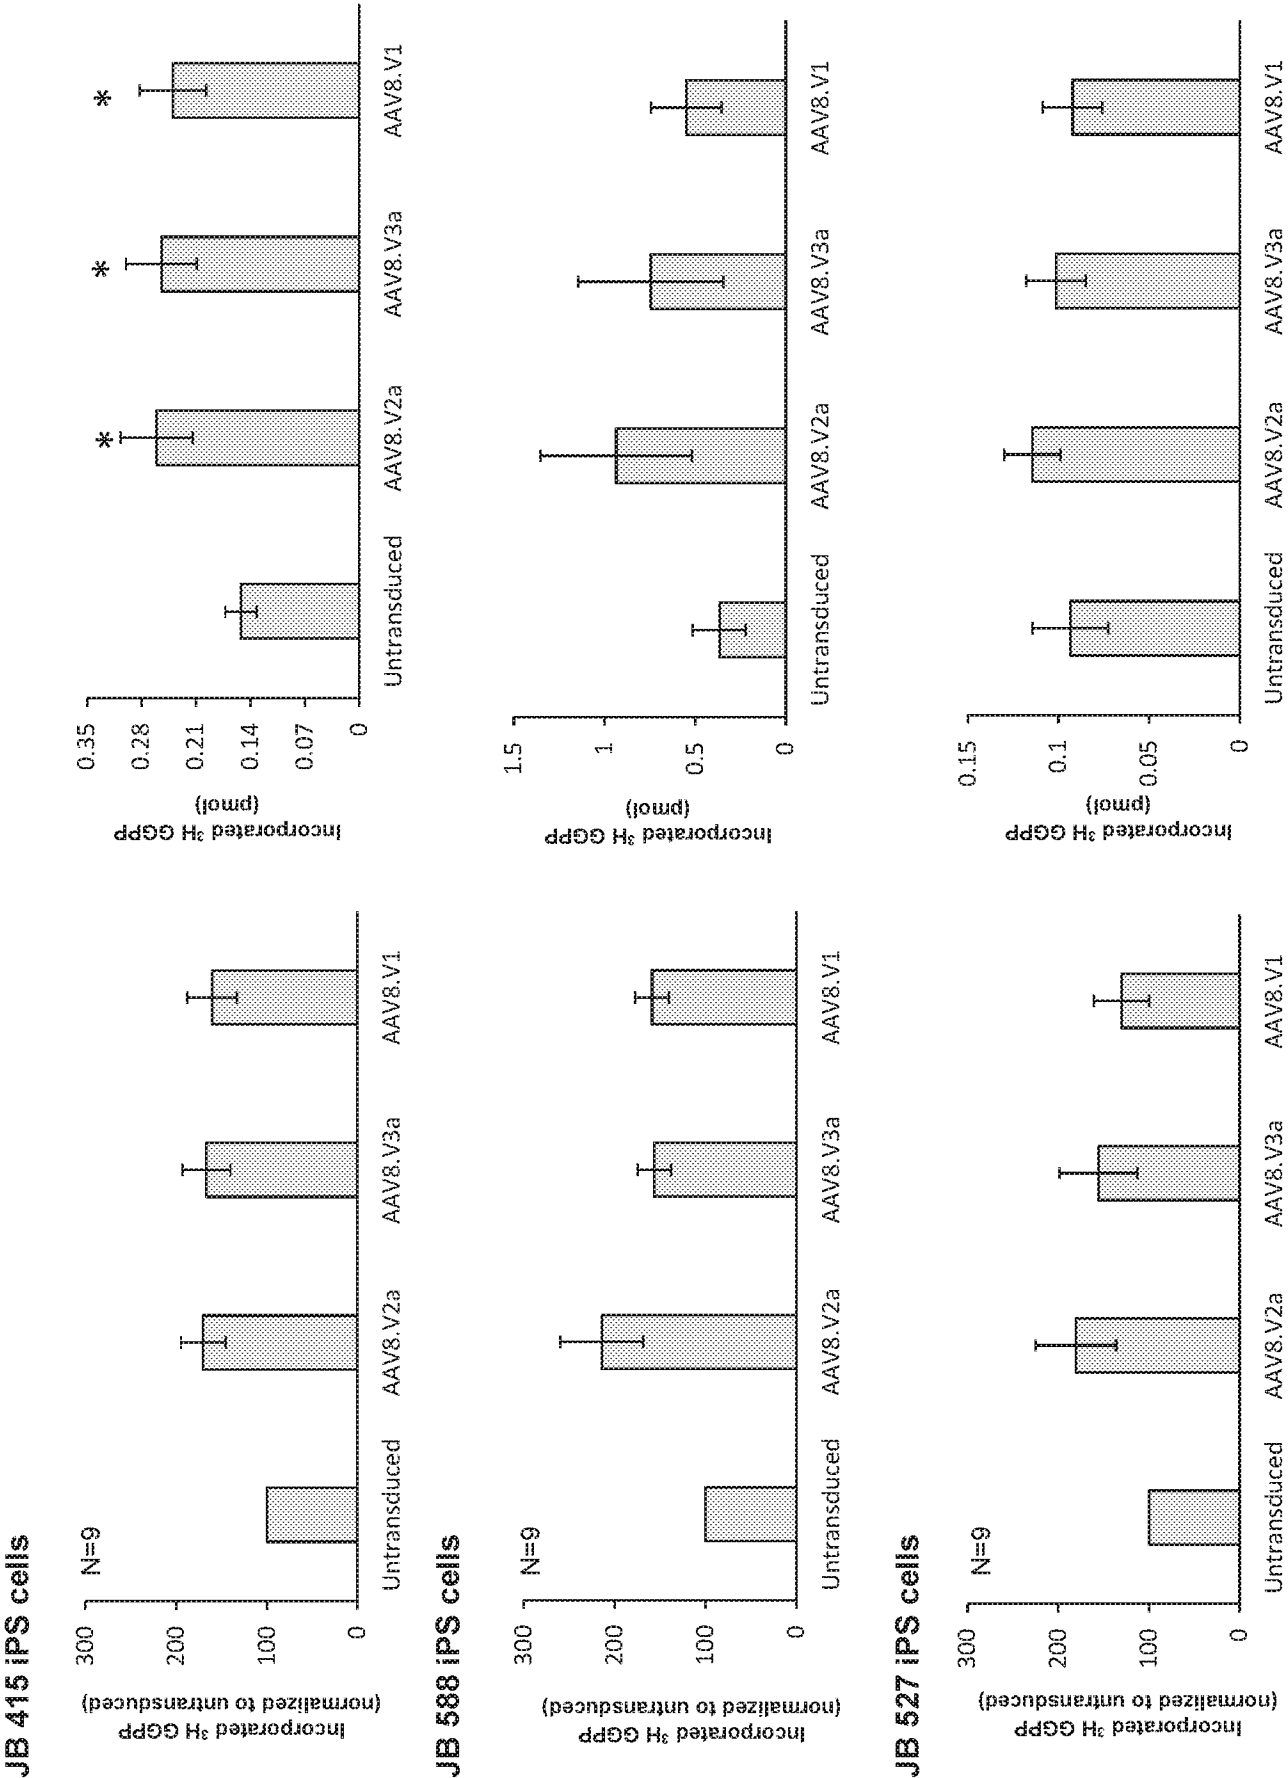 JB 415 iPS cells
Incorporated ³H GGPP
(normalized to untransduced)
300
200
100
0
N=9
Untransduced
AAV8.V2a
AAV8.V3a
AAV8.V1
Incorporated ³H GGPP
(pmol)
0.35
0.28
0.21
0.14
0.07
0
*
*
*
Untransduced
AAV8.V2a
AAV8.V3a
AAV8.V1
JB 588 iPS cells
Incorporated ³H GGPP
(normalized to untransduced)
300
200
100
0
N=9
Untransduced
AAV8.V2a
AAV8.V3a
AAV8.V1
Incorporated ³H GGPP
(pmol)
1.5
1
0.5
0
Untransduced
AAV8.V2a
AAV8.V3a
AAV8.V1
JB 527 iPS cells
Incorporated ³H GGPP
(normalized to untransduced)
300
200
100
0
N=9
Untransduced
AAV8.V2a
AAV8.V3a
AAV8.V1
Incorporated ³H GGPP
(pmol)
0.15
0.1
0.05
0
Untransduced
AAV8.V2a
AAV8.V3a
AAV8.V1